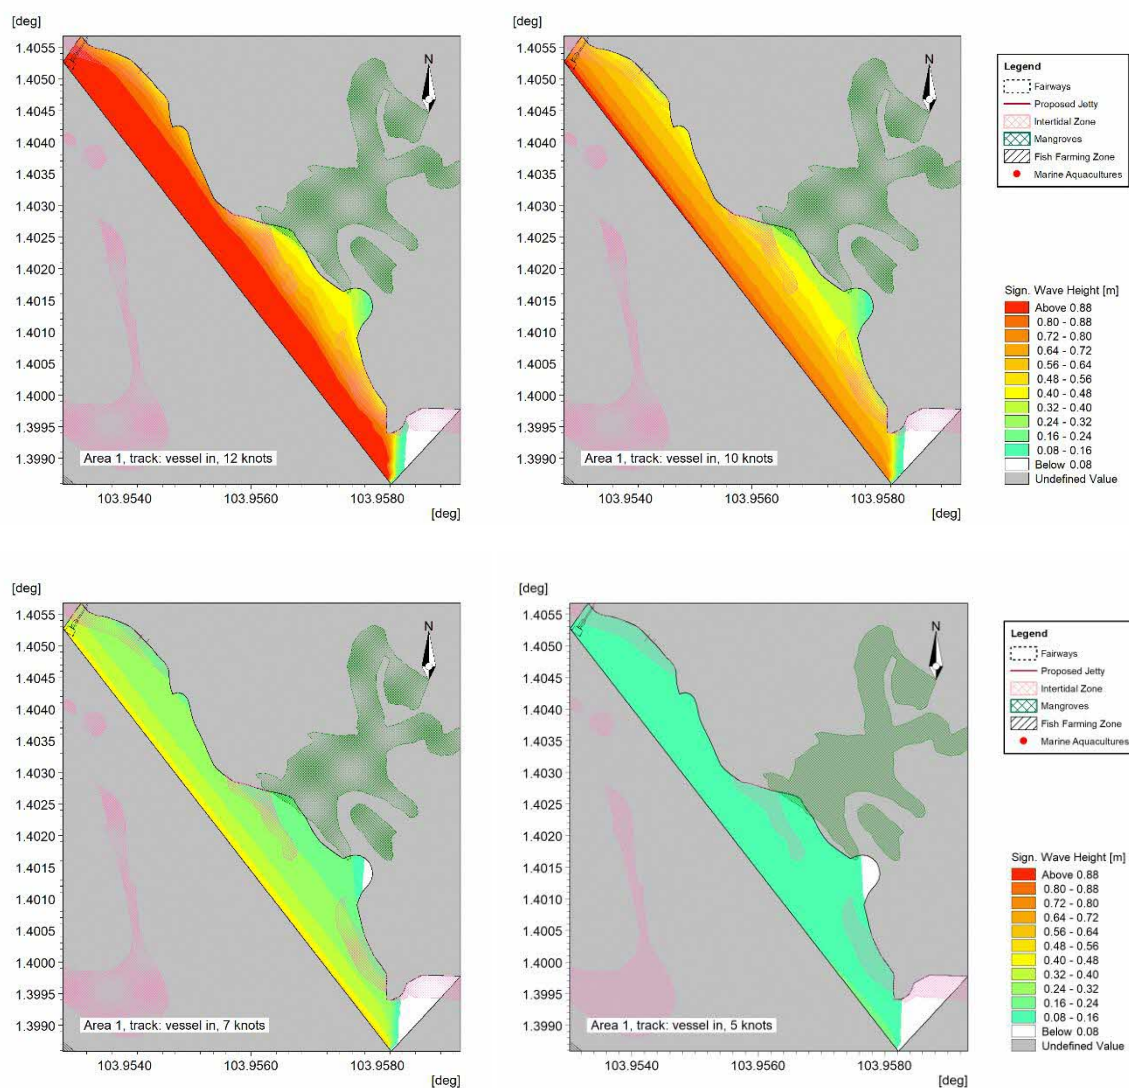 [deg]
1.4055
1.4050
1.4045
1.4040
1.4035
1.4030
1.4025
1.4020
1.4015
1.4010
1.4005
1.4000
1.3995
1.3990
N
Area 1, track: vessel in, 12 knots
103.9540
103.9560
103.9580
[deg]
[deg]
1.4055
1.4050
1.4045
1.4040
1.4035
1.4030
1.4025
1.4020
1.4015
1.4010
1.4005
1.4000
1.3995
1.3990
N
Area 1, track: vessel in, 10 knots
103.9540
103.9560
103.9580
[deg]
Legend
Fairways
Proposed Jetty
Intertidal Zone
Mangroves
Fish Farming Zone
Marine Aquacultures
Sign. Wave Height [m]
Above 0.88
0.80 - 0.88
0.72 - 0.80
0.64 - 0.72
0.56 - 0.64
0.48 - 0.56
0.40 - 0.48
0.32 - 0.40
0.24 - 0.32
0.16 - 0.24
0.08 - 0.16
Below 0.08
Undefined Value
[deg]
1.4055
1.4050
1.4045
1.4040
1.4035
1.4030
1.4025
1.4020
1.4015
1.4010
1.4005
1.4000
1.3995
1.3990
N
Area 1, track: vessel in, 7 knots
103.9540
103.9560
103.9580
[deg]
[deg]
1.4055
1.4050
1.4045
1.4040
1.4035
1.4030
1.4025
1.4020
1.4015
1.4010
1.4005
1.4000
1.3995
1.3990
N
Area 1, track: vessel in, 5 knots
103.9540
103.9560
103.9580
[deg]
Legend
Fairways
Proposed Jetty
Intertidal Zone
Mangroves
Fish Farming Zone
Marine Aquacultures
Sign. Wave Height [m]
Above 0.88
0.80 - 0.88
0.72 - 0.80
0.64 - 0.72
0.56 - 0.64
0.48 - 0.56
0.40 - 0.48
0.32 - 0.40
0.24 - 0.32
0.16 - 0.24
0.08 - 0.16
Below 0.08
Undefined Value